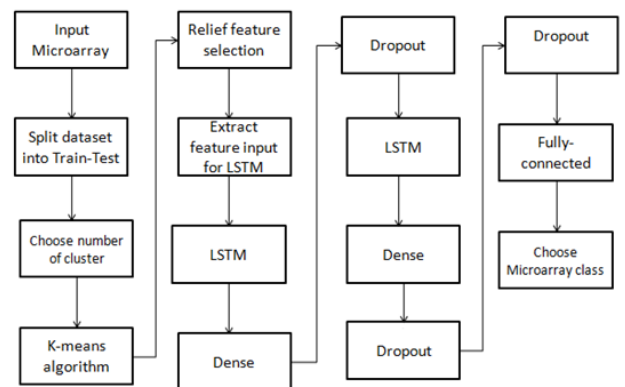 Input
Microarray
Split dataset
into Train-Test
Choose number
of cluster
K-means
algorithm
Relief feature
selection
Extract
feature input
for LSTM
LSTM
Dense
Dropout
LSTM
Dense
Dropout
Dropout
Fully-
connected
Choose
Microarray class